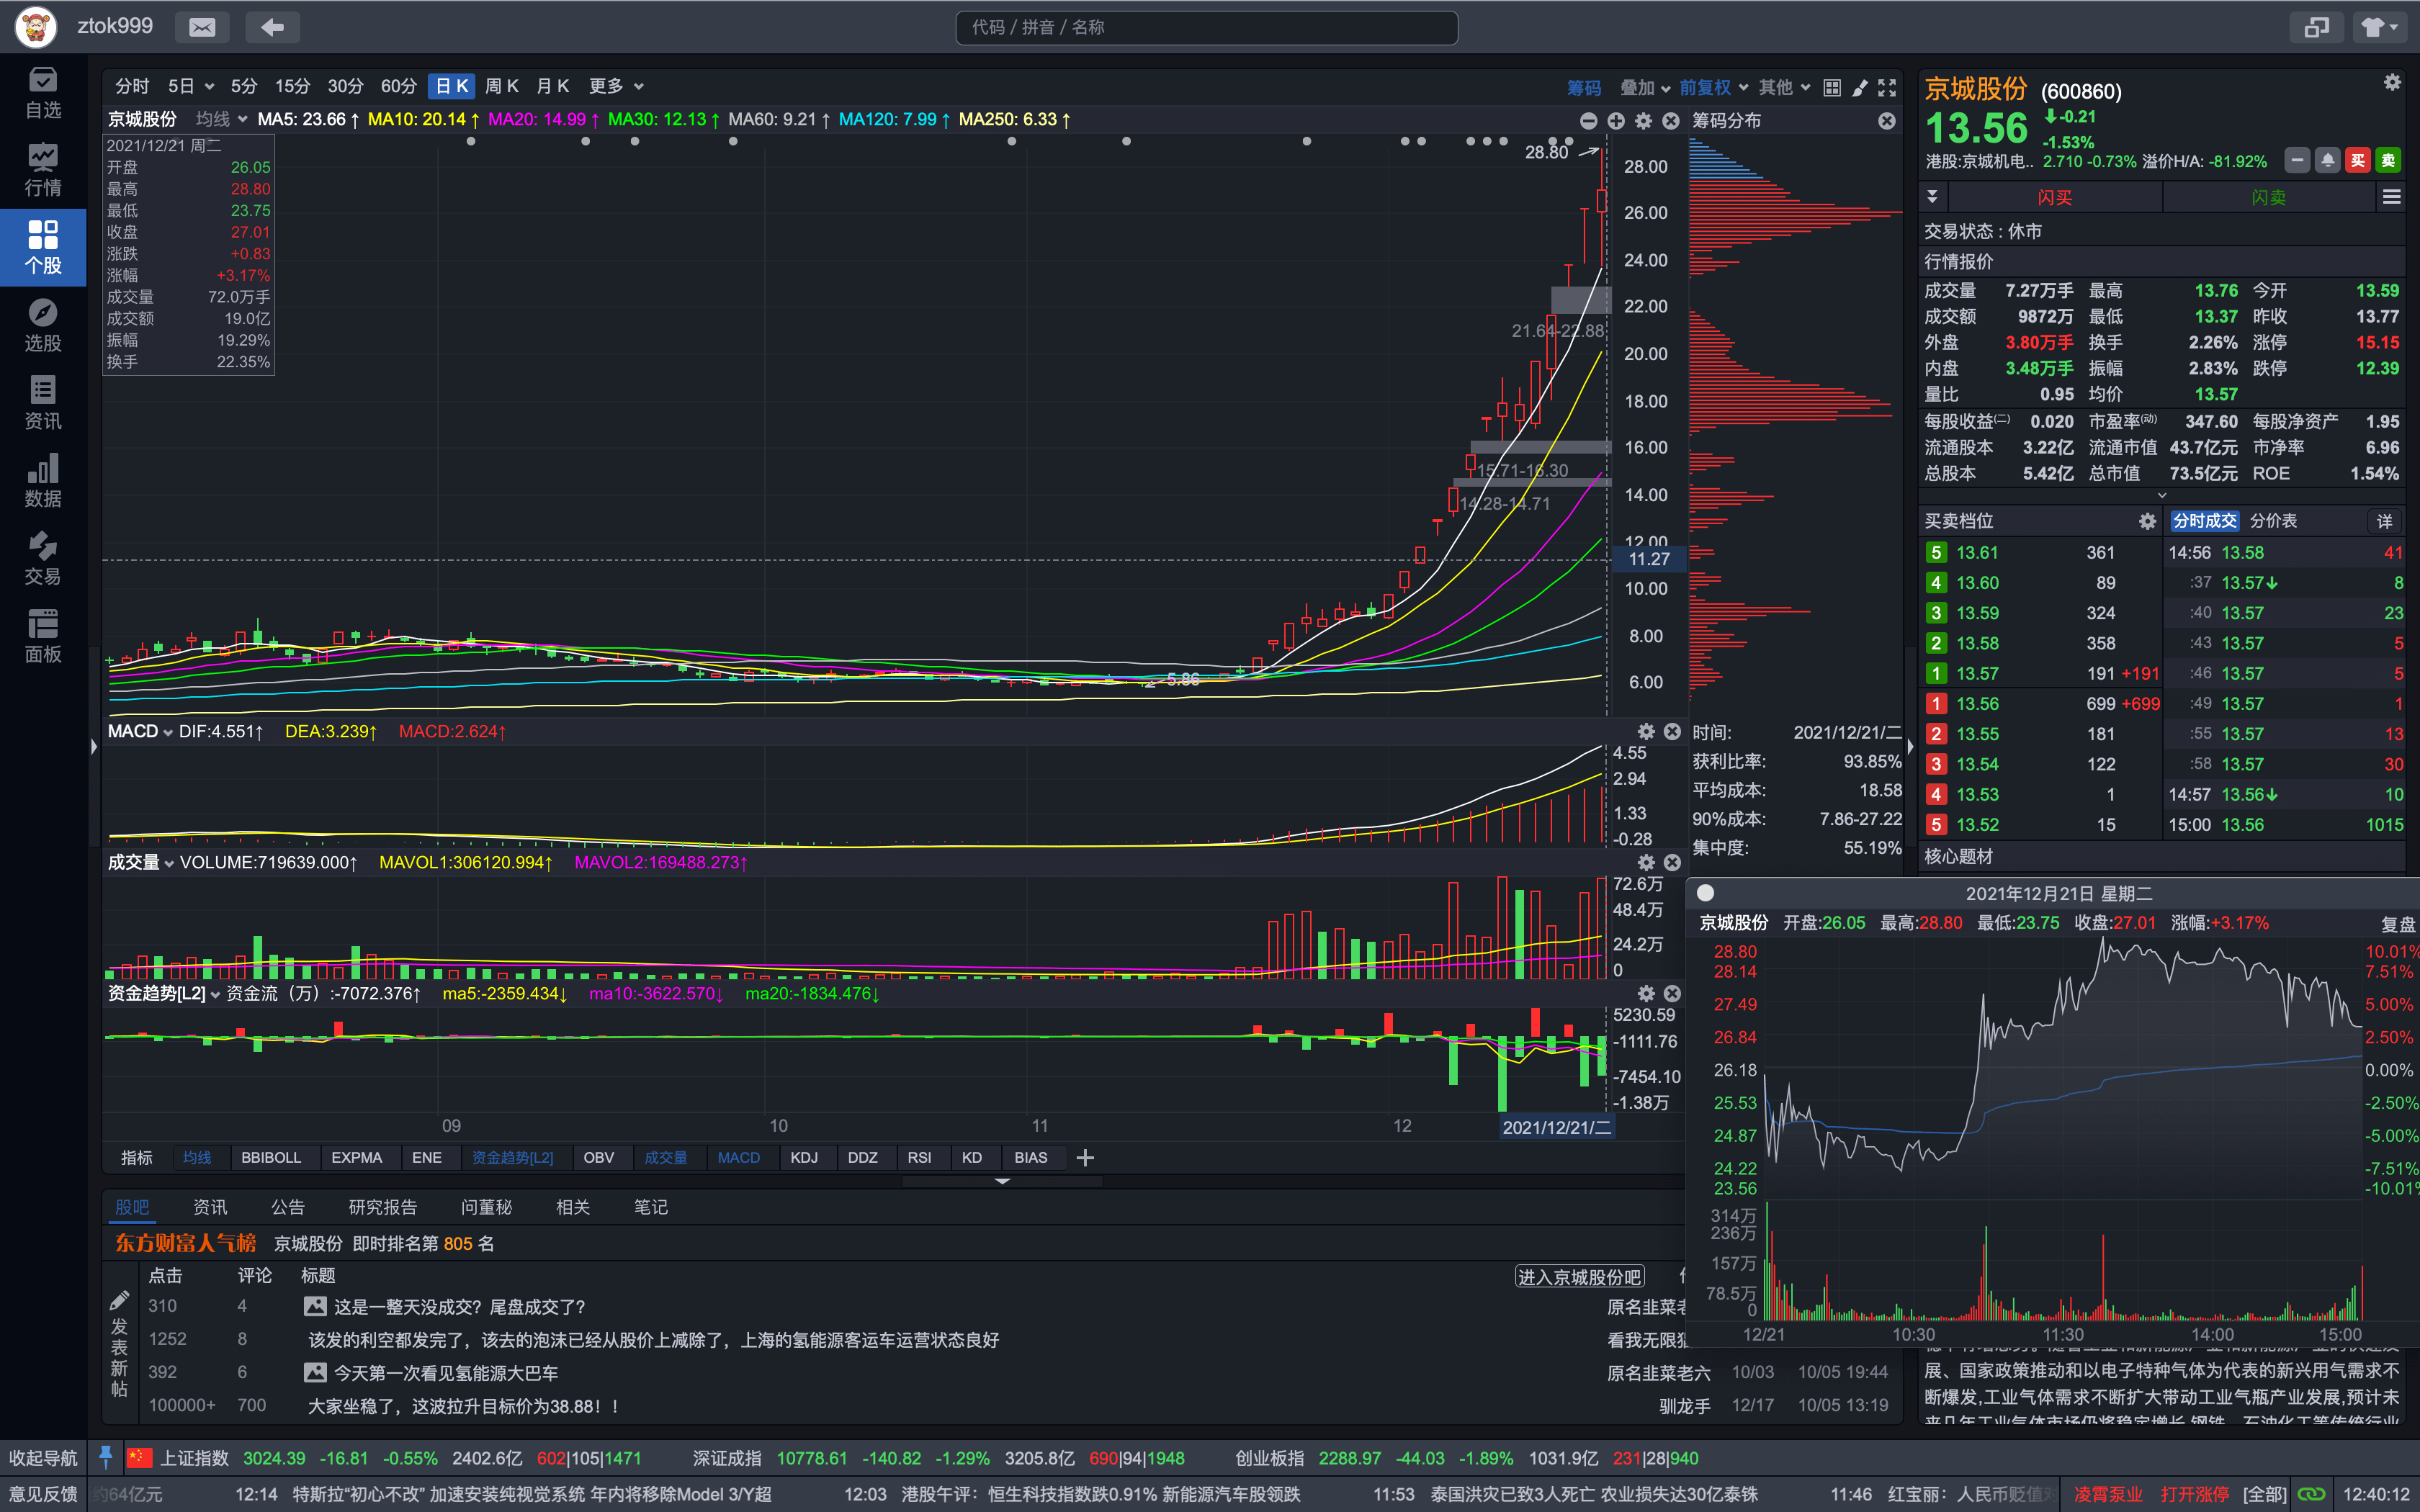 ztok999
代码 / 拼音 / 名称
自选
行情
个股
选股
资讯
数据
交易
面板
分时 5日 5分 15分 30分 60分 日K 周K 月K 更多
筹码 叠加 前复权 其他
京城股份 均线 MA5: 23.66↑ MA10: 20.14↑ MA20: 14.99↑ MA30: 12.13↑ MA60: 9.21↑ MA120: 7.99↑ MA250: 6.33↑
筹码分布
2021/12/21 周二
开盘 26.05
最高 28.80
最低 23.75
收盘 27.01
涨跌 +0.83
涨幅 +3.17%
成交量 72.0万手
成交额 19.0亿
振幅 19.29%
换手 22.35%
28.80
21.64-22.88
15.71-16.30
14.28-14.71
5.86
28.00
26.00
24.00
22.00
20.00
18.00
16.00
14.00
12.00
11.27
10.00
8.00
6.00
MACD DIF:4.551↑ DEA:3.239↑ MACD:2.624↑
4.55
2.94
1.33
-0.28
成交量 VOLUME:719639.000↑ MAVOL1:306120.994↑ MAVOL2:169488.273↑
72.6万
48.4万
24.2万
0
资金趋势[L2] 资金流（万）:-7072.376↑ ma5:-2359.434↓ ma10:-3622.570↓ ma20:-1834.476↓
5230.59
-1111.76
-7454.10
-1.38万
09 10 11 12 2021/12/21/二
时间: 2021/12/21/二
获利比率: 93.85%
平均成本: 18.58
90%成本: 7.86-27.22
集中度: 55.19%
指标 均线 BBIBOLL EXPMA ENE 资金趋势[L2] OBV 成交量 MACD KDJ DDZ RSI KD BIAS
股吧 资讯 公告 研究报告 问董秘 相关 笔记
东方财富人气榜 京城股份 即时排名第 805 名
点击 评论 标题 进入京城股份吧
发表新帖
310 4 这是一整天没成交？尾盘成交了? 原名韭菜老
1252 8 该发的利空都发完了，该去的泡沫已经从股价上减除了，上海的氢能源客运车运营状态良好 看我无限
392 6 今天第一次看见氢能源大巴车 原名韭菜老六 10/03 10/05 19:44
100000+ 700 大家坐稳了，这波拉升目标价为38.88！！ 驯龙手 12/17 10/05 13:19
京城股份 (600860)
13.56 -0.21
-1.53%
港股:京城机电.. 2.710 -0.73% 溢价H/A: -81.92% 买 卖
闪买 闪卖
交易状态 : 休市
行情报价
成交量 7.27万手 最高 13.76 今开 13.59
成交额 9872万 最低 13.37 昨收 13.77
外盘 3.80万手 换手 2.26% 涨停 15.15
内盘 3.48万手 振幅 2.83% 跌停 12.39
量比 0.95 均价 13.57
每股收益(二) 0.020 市盈率(动) 347.60 每股净资产 1.95
流通股本 3.22亿 流通市值 43.7亿元 市净率 6.96
总股本 5.42亿 总市值 73.5亿元 ROE 1.54%
买卖档位 分时成交 分价表 详
5 13.61 361 14:56 13.58 41
4 13.60 89 :37 13.57↓ 8
3 13.59 324 :40 13.57 23
2 13.58 358 :43 13.57 5
1 13.57 191 +191 :46 13.57 5
1 13.56 699 +699 :49 13.57 1
2 13.55 181 :55 13.57 13
3 13.54 122 :58 13.57 30
4 13.53 1 14:57 13.56↓ 10
5 13.52 15 15:00 13.56 1015
核心题材
2021年12月21日 星期二
京城股份 开盘:26.05 最高:28.80 最低:23.75 收盘:27.01 涨幅:+3.17% 复盘
28.80 10.01%
28.14 7.51%
27.49 5.00%
26.84 2.50%
26.18 0.00%
25.53 -2.50%
24.87 -5.00%
24.22 -7.51%
23.56 -10.01%
314万
236万
157万
78.5万
0
12/21 10:30 11:30 14:00 15:00
展、国家政策推动和以电子特种气体为代表的新兴用气需求不
断爆发,工业气体需求不断扩大带动工业气瓶产业发展,预计未
来几年工业气体市场仍将稳定增长,钢铁、石油化工等传统行业
收起导航 上证指数 3024.39 -16.81 -0.55% 2402.6亿 602|105|1471 深证成指 10778.61 -140.82 -1.29% 3205.8亿 690|94|1948 创业板指 2288.97 -44.03 -1.89% 1031.9亿 231|28|940
意见反馈 约64亿元 12:14 特斯拉“初心不改” 加速安装纯视觉系统 年内将移除Model 3/Y超 12:03 港股午评：恒生科技指数跌0.91% 新能源汽车股领跌 11:53 泰国洪灾已致3人死亡 农业损失达30亿泰铢 11:46 红宝丽：人民币贬值对 凌霄泵业 打开涨停 [全部] 12:40:12